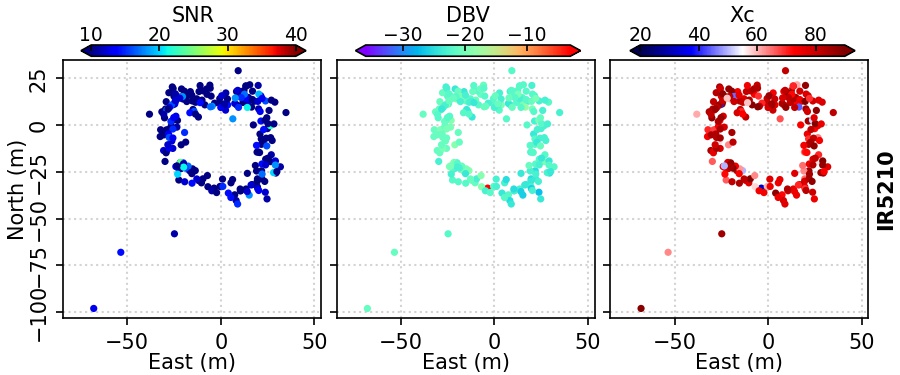 SNR DBV Xc
10 20 30 40 −30 −20 −10 20 40 60 80
25
0
−25
−50
−75
−100
North (m)
IR5210
−50 0 50 −50 0 50 −50 0 50
East (m) East (m) East (m)